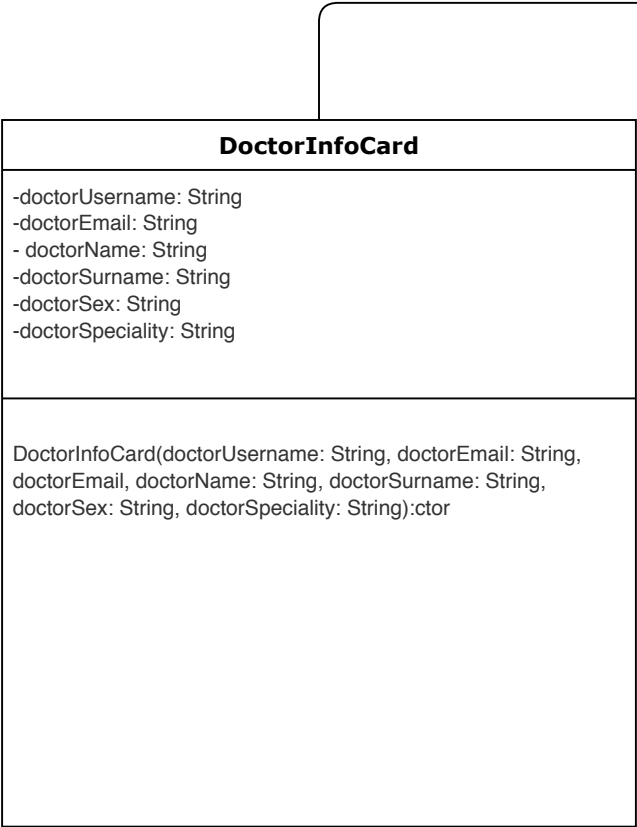 DoctorInfoCard
-doctorUsername: String
-doctorEmail: String
- doctorName: String
-doctorSurname: String
-doctorSex: String
-doctorSpeciality: String
DoctorInfoCard(doctorUsername: String, doctorEmail: String,
doctorEmail, doctorName: String, doctorSurname: String,
doctorSex: String, doctorSpeciality: String):ctor